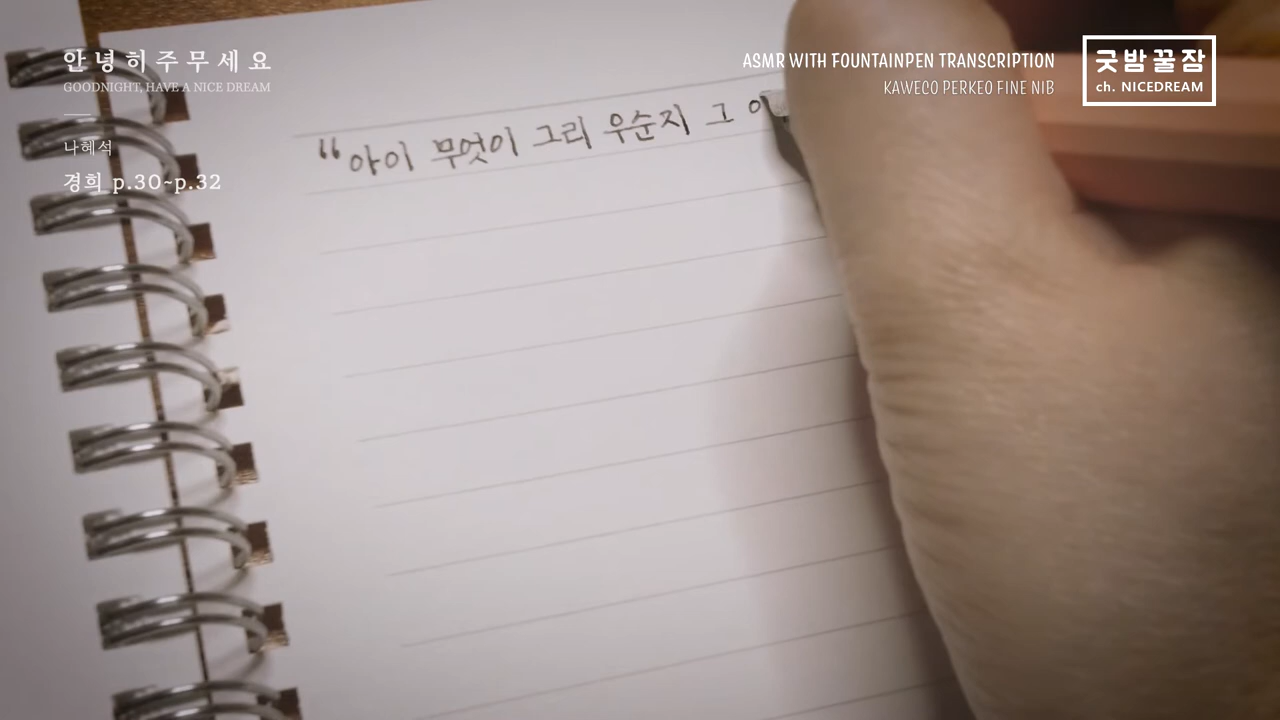 안녕히주무세요
GOODNIGHT, HAVE A NICE DREAM
나혜석
경희 p.30~p.32
ASMR WITH FOUNTAINPEN TRANSCRIPTION
KAWECO PERKEO FINE NIB
굿밤꿀잠
ch. NICEDREAM
“아이 무엇이 그리 우순지 그